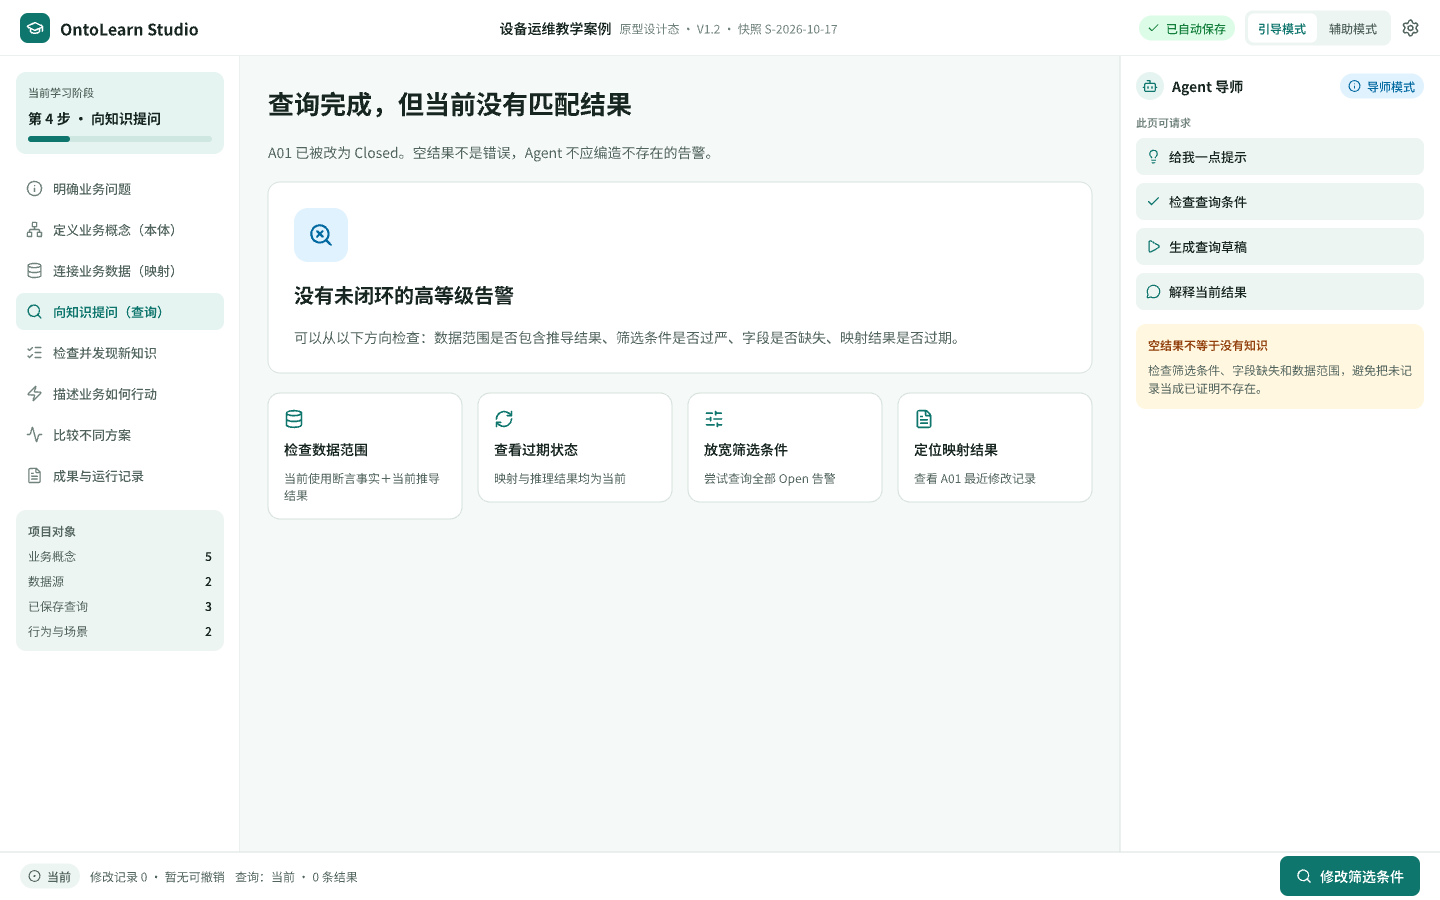 OntoLearn Studio
设备运维教学案例 原型设计态 • V1.2 • 快照 S-2026-10-17
已自动保存
引导模式
辅助模式
当前学习阶段
第 4 步 • 向知识提问
明确业务问题
定义业务概念（本体）
连接业务数据（映射）
向知识提问（查询）
检查并发现新知识
描述业务如何行动
比较不同方案
成果与运行记录
项目对象
业务概念 5
数据源 2
已保存查询 3
行为与场景 2
查询完成，但当前没有匹配结果
A01 已被改为 Closed。空结果不是错误，Agent 不应编造不存在的告警。
没有未闭环的高等级告警
可以从以下方向检查：数据范围是否包含推导结果、筛选条件是否过严、字段是否缺失、映射结果是否过期。
检查数据范围
当前使用断言事实＋当前推导
结果
查看过期状态
映射与推理结果均为当前
放宽筛选条件
尝试查询全部 Open 告警
定位映射结果
查看 A01 最近修改记录
Agent 导师
导师模式
此页可请求
给我一点提示
检查查询条件
生成查询草稿
解释当前结果
空结果不等于没有知识
检查筛选条件、字段缺失和数据范围，避免把未记
录当成已证明不存在。
当前
修改记录 0 • 暂无可撤销
查询：当前 • 0 条结果
修改筛选条件